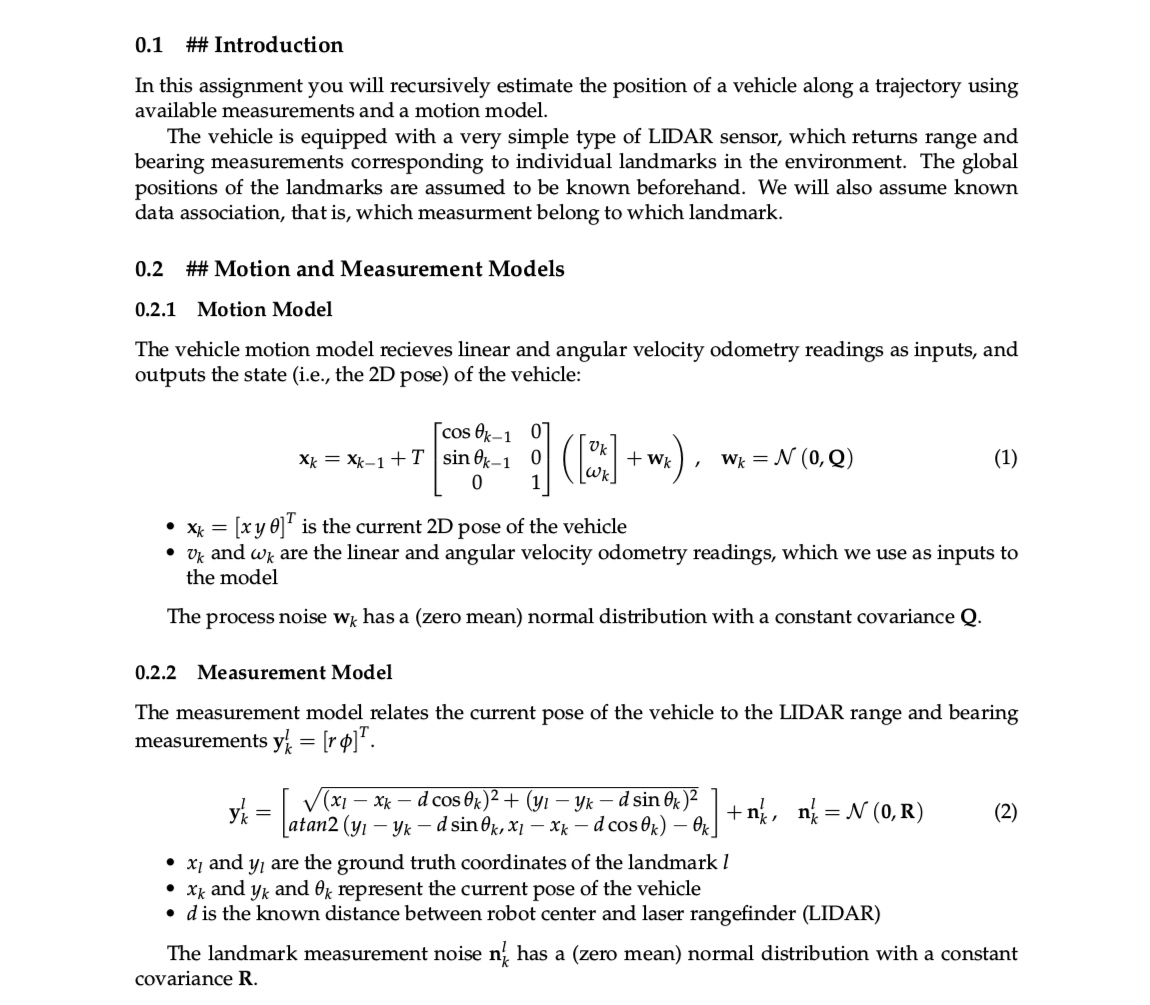 0.1 ## Introduction
In this assignment you will recursively estimate the position of a vehicle along a trajectory using
available measurements and a motion model.
The vehicle is equipped with a very simple type of LIDAR sensor, which returns range and
bearing measurements corresponding to individual landmarks in the environment. The global
positions of the landmarks are assumed to be known beforehand. We will also assume known
data association, that is, which measurment belong to which landmark.
0.2 ## Motion and Measurement Models
0.2.1 Motion Model
The vehicle motion model recieves linear and angular velocity odometry readings as inputs, and
outputs the state (i.e., the 2D pose) of the vehicle:
$\mathbf{x}_k = \mathbf{x}_{k-1} + T \begin{bmatrix} \cos\theta_{k-1} & 0 \\ \sin\theta_{k-1} & 0 \\ 0 & 1 \end{bmatrix} \left( \begin{bmatrix} v_k \\ \omega_k \end{bmatrix} + \mathbf{w}_k \right), \quad \mathbf{w}_k = \mathcal{N}(\mathbf{0}, \mathbf{Q})$ (1)
• $\mathbf{x}_k = [x\, y\, \theta]^T$ is the current 2D pose of the vehicle
• $v_k$ and $\omega_k$ are the linear and angular velocity odometry readings, which we use as inputs to
the model
The process noise $\mathbf{w}_k$ has a (zero mean) normal distribution with a constant covariance $\mathbf{Q}$.
0.2.2 Measurement Model
The measurement model relates the current pose of the vehicle to the LIDAR range and bearing
measurements $\mathbf{y}_k^l = [r\, \phi]^T$.
$\mathbf{y}_k^l = \begin{bmatrix} \sqrt{(x_l - x_k - d\cos\theta_k)^2 + (y_l - y_k - d\sin\theta_k)^2} \\ atan2\,(y_l - y_k - d\sin\theta_k, x_l - x_k - d\cos\theta_k) - \theta_k \end{bmatrix} + \mathbf{n}_k^l, \quad \mathbf{n}_k^l = \mathcal{N}(\mathbf{0}, \mathbf{R})$ (2)
• $x_l$ and $y_l$ are the ground truth coordinates of the landmark $l$
• $x_k$ and $y_k$ and $\theta_k$ represent the current pose of the vehicle
• $d$ is the known distance between robot center and laser rangefinder (LIDAR)
The landmark measurement noise $\mathbf{n}_k^l$ has a (zero mean) normal distribution with a constant
covariance $\mathbf{R}$.